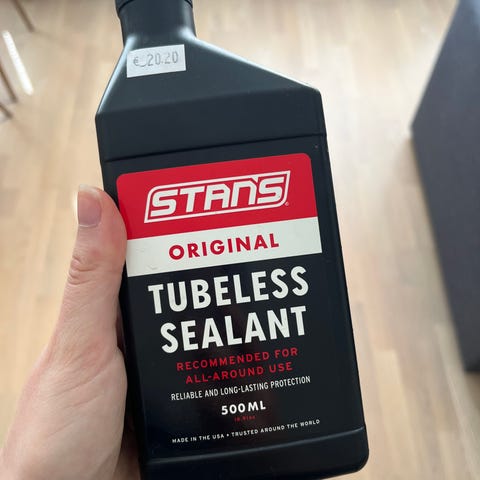 €20.20
STANS
ORIGINAL
TUBELESS
SEALANT
RECOMMENDED FOR
ALL-AROUND USE
RELIABLE AND LONG-LASTING PROTECTION
500ML
MADE IN THE USA • TRUSTED AROUND THE WORLD